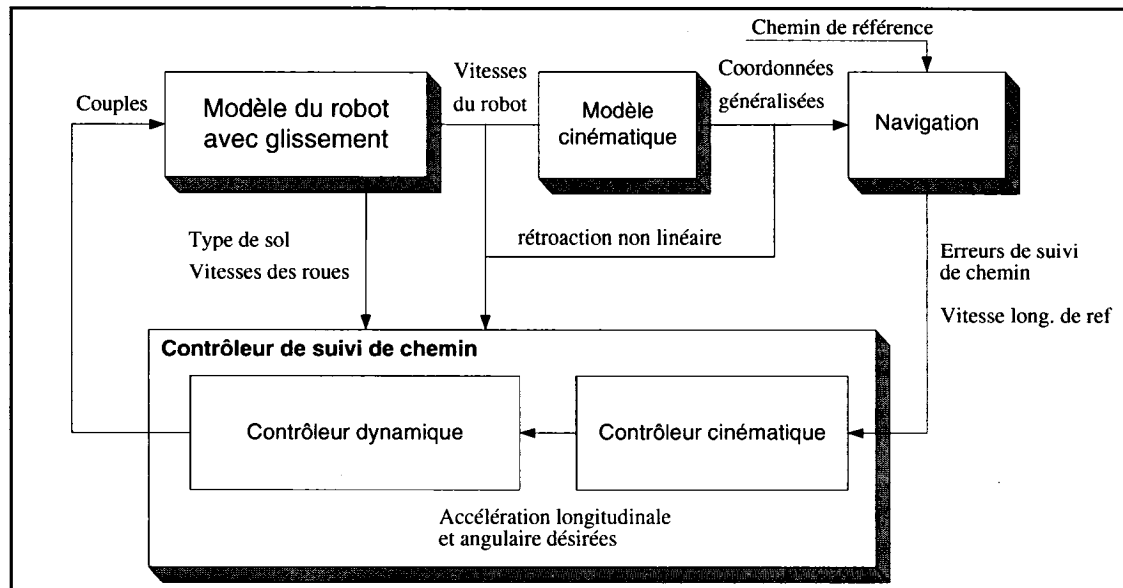 Chemin de référence
Couples
Modèle du robot
avec glissement
Vitesses
du robot
Modèle
cinématique
Coordonnées
généralisées
Navigation
Type de sol
Vitesses des roues
rétroaction non linéaire
Erreurs de suivi
de chemin
Vitesse long. de ref
Contrôleur de suivi de chemin
Contrôleur dynamique
Contrôleur cinématique
Accélération longitudinale
et angulaire désirées